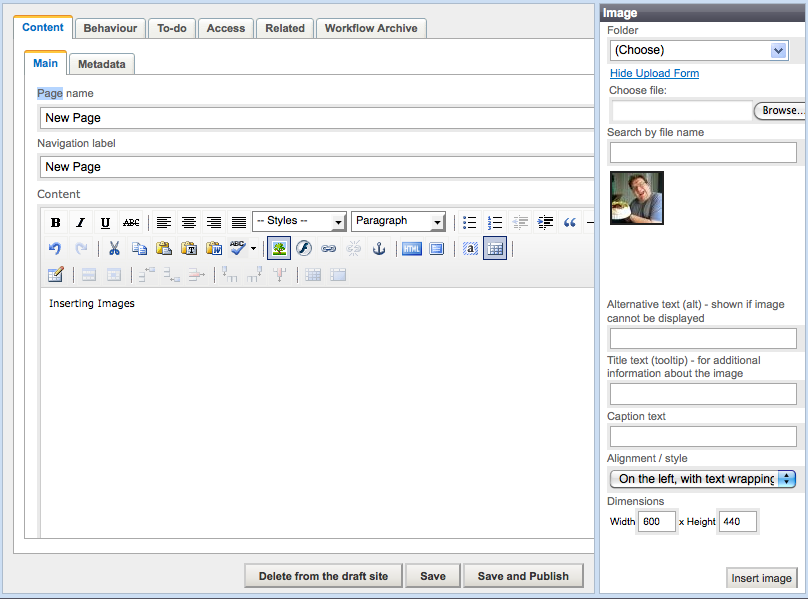 Content Behaviour To-do Access Related Workflow Archive
Main Metadata
Page name
New Page
Navigation label
New Page
Content
B I U ABC -- Styles -- Paragraph
T W ABC HTML a
Inserting Images
Delete from the draft site Save Save and Publish
Image
Folder
(Choose)
Hide Upload Form
Choose file:
Browse...
Search by file name
Alternative text (alt) - shown if image
cannot be displayed
Title text (tooltip) - for additional
information about the image
Caption text
Alignment / style
On the left, with text wrapping
Dimensions
Width 600 x Height 440
Insert image